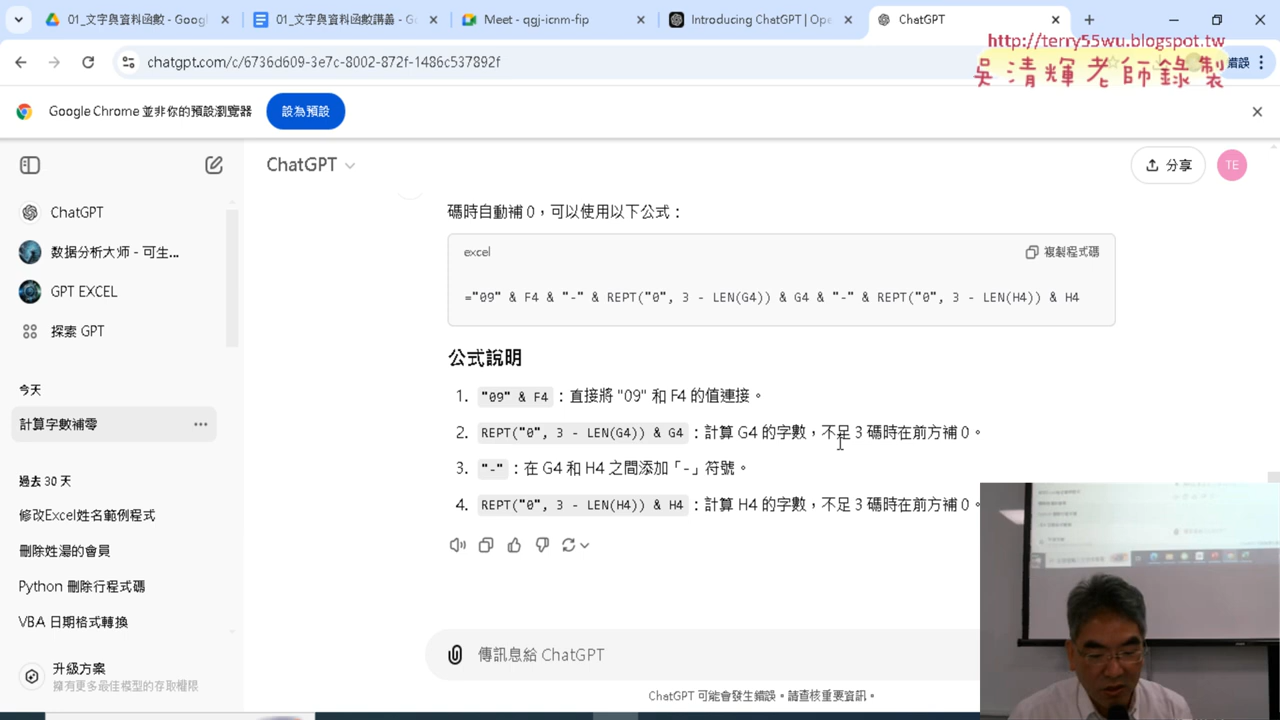 01_文字與資料函數 - Googl
01_文字與資料函數講義 - G
Meet - qgj-icnm-fip
Introducing ChatGPT | Ope
ChatGPT
http://terry55wu.blogspot.tw
chatgpt.com/c/6736d609-3e7c-8002-872f-1486c537892f
吳清輝老師錄製
Google Chrome 並非你的預設瀏覽器
設為預設
ChatGPT
分享
TE
ChatGPT
数据分析大师 - 可生...
GPT EXCEL
探索 GPT
今天
計算字數補零
過去 30 天
修改Excel姓名範例程式
刪除姓湯的會員
Python 刪除行程式碼
VBA 日期格式轉換
升級方案
擁有更多最佳模型的存取權限
碼時自動補 0，可以使用以下公式：
excel
複製程式碼
="09" & F4 & "-" & REPT("0", 3 - LEN(G4)) & G4 & "-" & REPT("0", 3 - LEN(H4)) & H4
公式說明
1. "09" & F4：直接將 "09" 和 F4 的值連接。
2. REPT("0", 3 - LEN(G4)) & G4：計算 G4 的字數，不足 3 碼時在前方補 0。
3. "-"：在 G4 和 H4 之間添加「-」符號。
4. REPT("0", 3 - LEN(H4)) & H4：計算 H4 的字數，不足 3 碼時在前方補 0。
傳訊息給 ChatGPT
ChatGPT 可能會發生錯誤。請查核重要資訊。